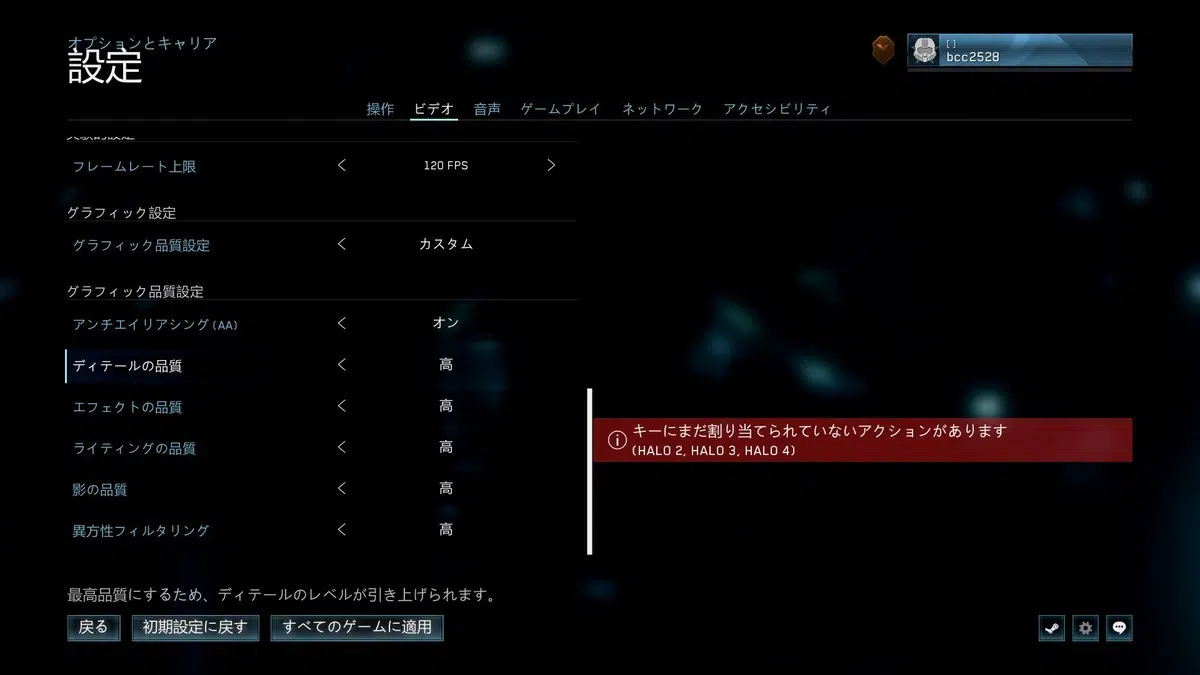 オプションとキャリア
設定
[]
bcc2528
操作 ビデオ 音声 ゲームプレイ ネットワーク アクセシビリティ
フレームレート上限 120 FPS
グラフィック設定
グラフィック品質設定 カスタム
グラフィック品質設定
アンチエイリアシング(AA) オン
ディテールの品質 高
エフェクトの品質 高
ライティングの品質 高
影の品質 高
異方性フィルタリング 高
キーにまだ割り当てられていないアクションがあります
(HALO 2, HALO 3, HALO 4)
最高品質にするため、ディテールのレベルが引き上げられます。
戻る 初期設定に戻す すべてのゲームに適用